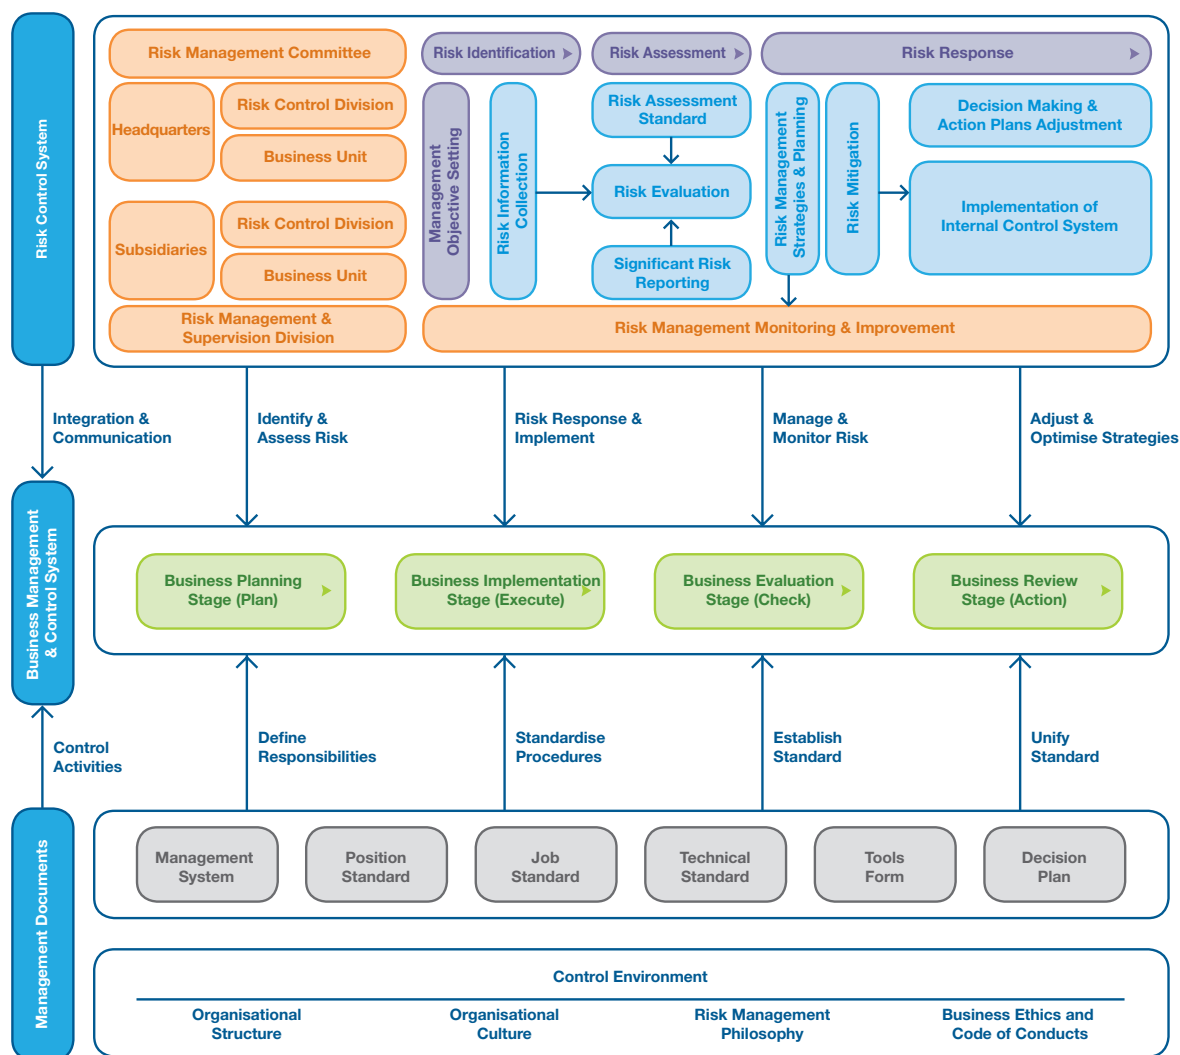 Risk Control System
Risk Management Committee
Headquarters
Risk Control Division
Business Unit
Subsidiaries
Risk Control Division
Business Unit
Risk Management &
Supervision Division
Risk Identification
Risk Assessment
Risk Response
Management
Objective Setting
Risk Information
Collection
Risk Assessment
Standard
Risk Evaluation
Significant Risk
Reporting
Risk Management
Strategies & Planning
Risk Mitigation
Decision Making &
Action Plans Adjustment
Implementation of
Internal Control System
Risk Management Monitoring & Improvement
Integration &
Communication
Identify &
Assess Risk
Risk Response &
Implement
Manage &
Monitor Risk
Adjust &
Optimise Strategies
Business Management
& Control System
Business Planning
Stage (Plan)
Business Implementation
Stage (Execute)
Business Evaluation
Stage (Check)
Business Review
Stage (Action)
Control
Activities
Define
Responsibilities
Standardise
Procedures
Establish
Standard
Unify
Standard
Management Documents
Management
System
Position
Standard
Job
Standard
Technical
Standard
Tools
Form
Decision
Plan
Control Environment
Organisational
Structure
Organisational
Culture
Risk Management
Philosophy
Business Ethics and
Code of Conducts